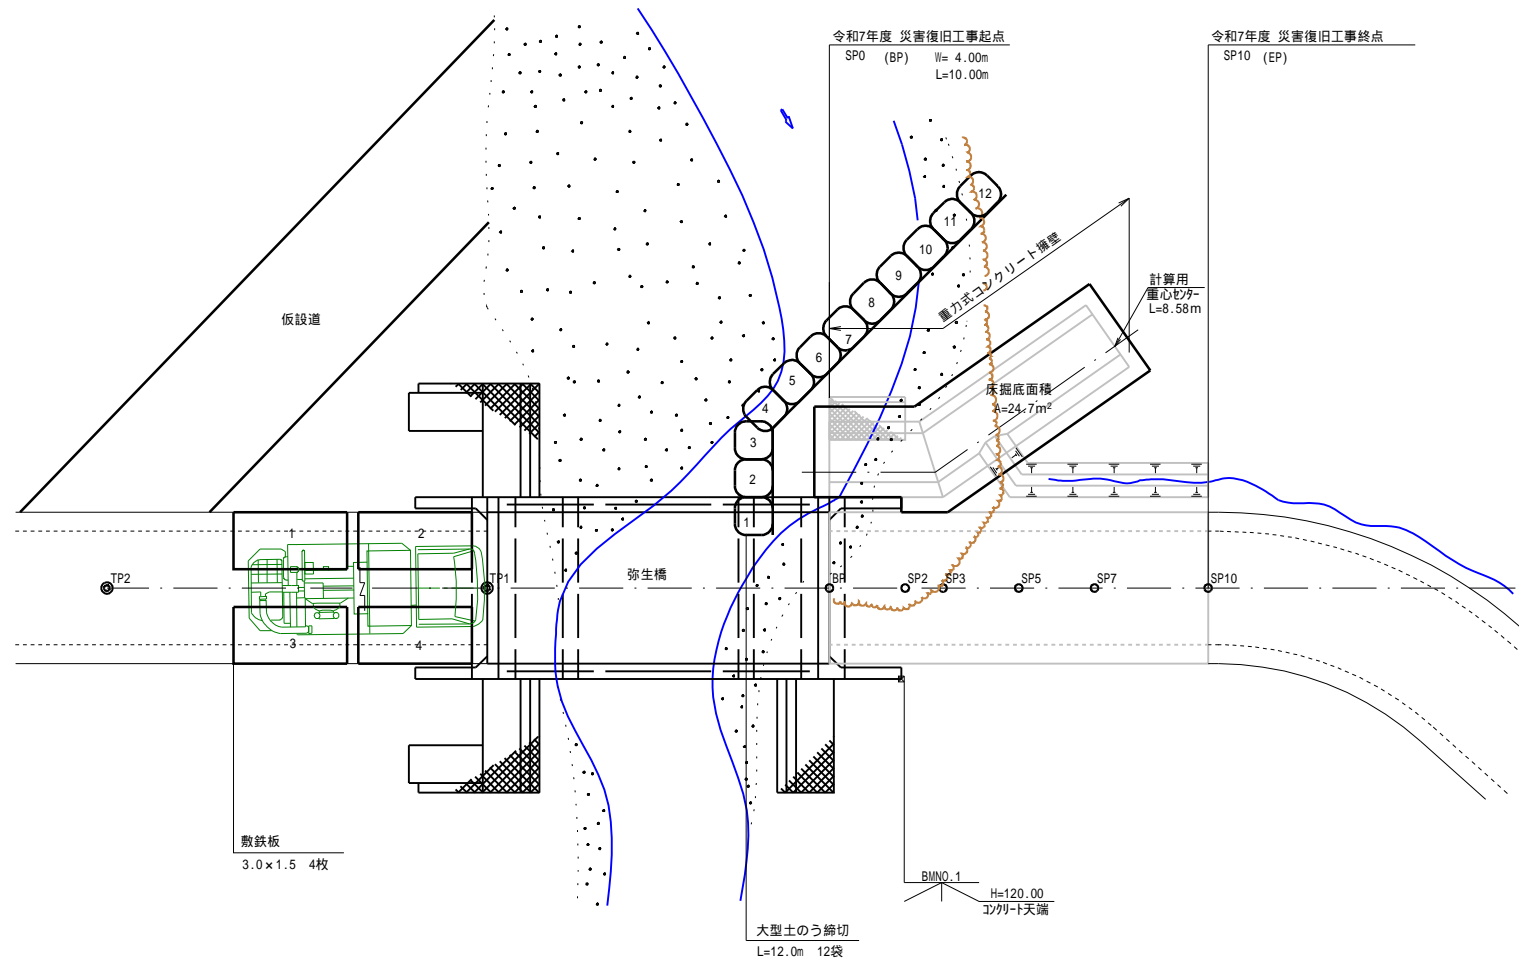 令和7年度 災害復旧工事起点
SP0 (BP) W= 4.00m
L=10.00m
令和7年度 災害復旧工事終点
SP10 (EP)
12
11
10
9
8
7
6
5
4
3
2
1
重力式コンクリート擁壁
計算用
重心センター
L=8.58m
床掘底面積
A=24.7m²
仮設道
1
2
3
4
TP2
TP1
弥生橋
BP
SP2
SP3
SP5
SP7
SP10
敷鉄板
3.0×1.5 4枚
BMNO.1
H=120.00
コンクリート天端
大型土のう締切
L=12.0m 12袋